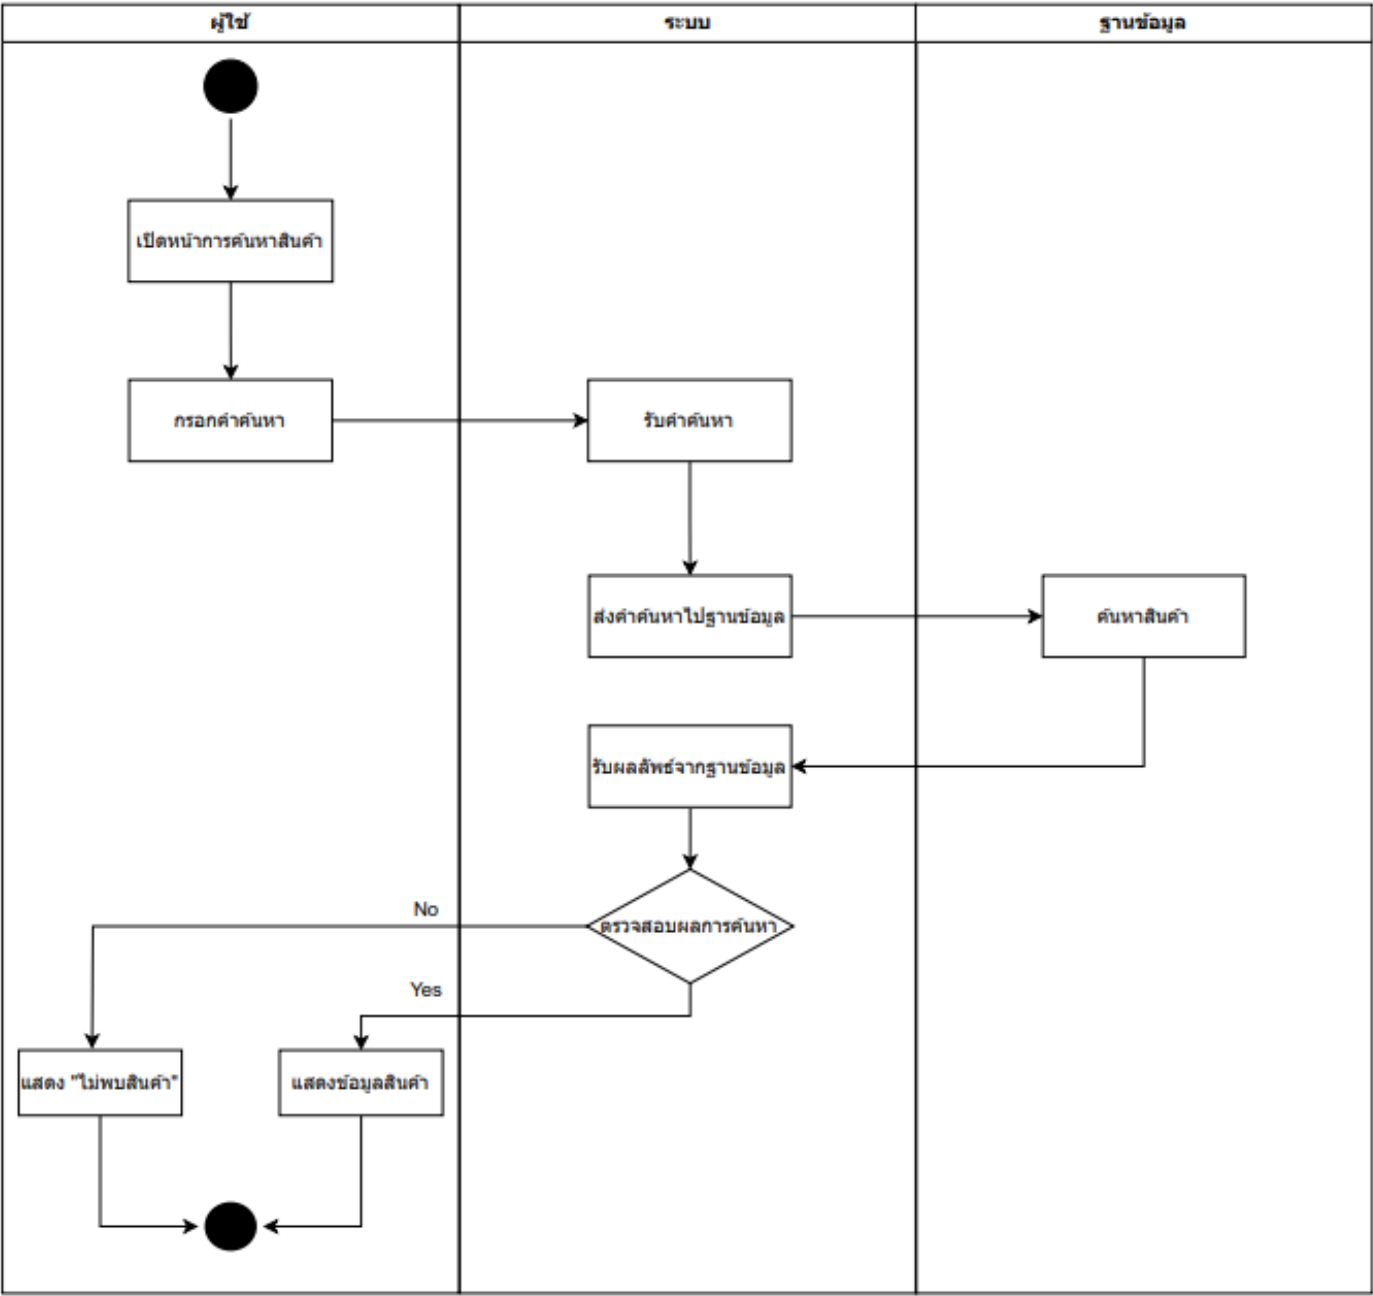 ผู้ใช้
ระบบ
ฐานข้อมูล
เปิดหน้าการค้นหาสินค้า
กรอกคำค้นหา
รับคำค้นหา
ส่งคำค้นหาไปฐานข้อมูล
ค้นหาสินค้า
รับผลลัพธ์จากฐานข้อมูล
ตรวจสอบผลการค้นหา
No
Yes
แสดง "ไม่พบสินค้า"
แสดงข้อมูลสินค้า